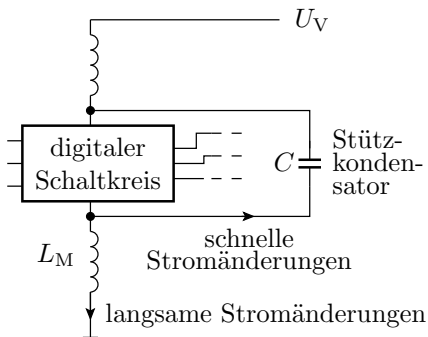 U_V
digitaler
Schaltkreis
C
Stütz-
konden-
sator
schnelle
Stromänderungen
L_M
langsame Stromänderungen